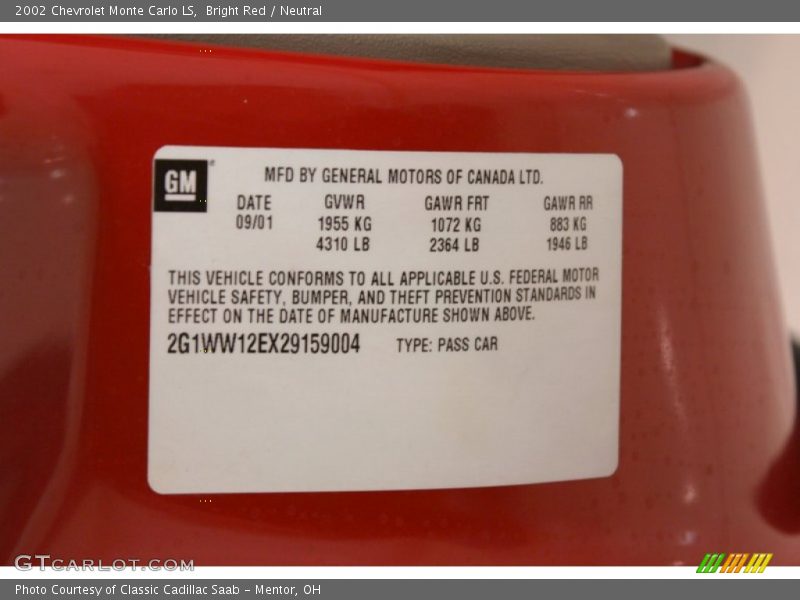 2002 Chevrolet Monte Carlo LS, Bright Red / Neutral
GM
MFD BY GENERAL MOTORS OF CANADA LTD.
DATE GVWR GAWR FRT GAWR RR
09/01 1955 KG 1072 KG 883 KG
4310 LB 2364 LB 1946 LB
THIS VEHICLE CONFORMS TO ALL APPLICABLE U.S. FEDERAL MOTOR
VEHICLE SAFETY, BUMPER, AND THEFT PREVENTION STANDARDS IN
EFFECT ON THE DATE OF MANUFACTURE SHOWN ABOVE.
2G1WW12EX29159004 TYPE: PASS CAR
GTCARLOT.COM
Photo Courtesy of Classic Cadillac Saab - Mentor, OH